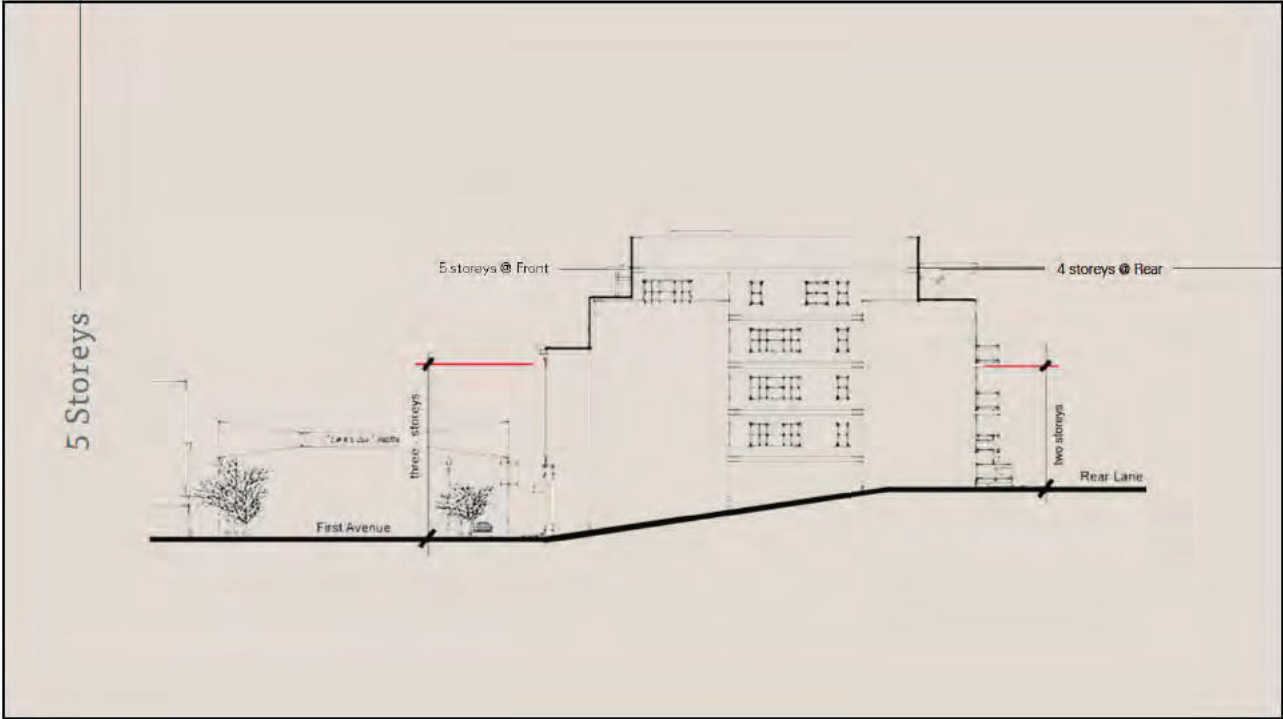 5 Storeys
5 storeys @ Front
4 storeys @ Rear
three - storeys
two storeys
Rear Lane
First Avenue